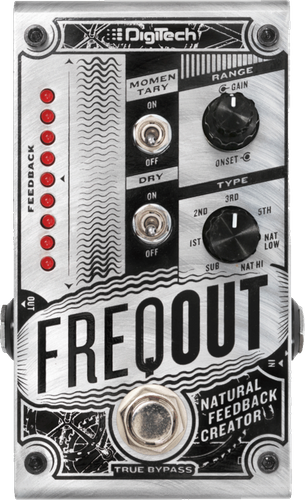 DigiTech
MOMEN
TARY
ON
OFF
RANGE
GAIN
ONSET
FEEDBACK
DRY
ON
OFF
TYPE
3RD
2ND
5TH
1ST
NAT
LOW
SUB
NAT HI
OUT
IN
FREQOUT
NATURAL
FEEDBACK
CREATOR
TRUE BYPASS